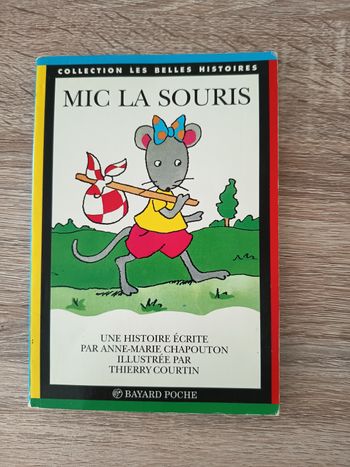 COLLECTION LES BELLES HISTOIRES
MIC LA SOURIS
UNE HISTOIRE ÉCRITE
PAR ANNE-MARIE CHAPOUTON
ILLUSTRÉE PAR
THIERRY COURTIN
BAYARD POCHE